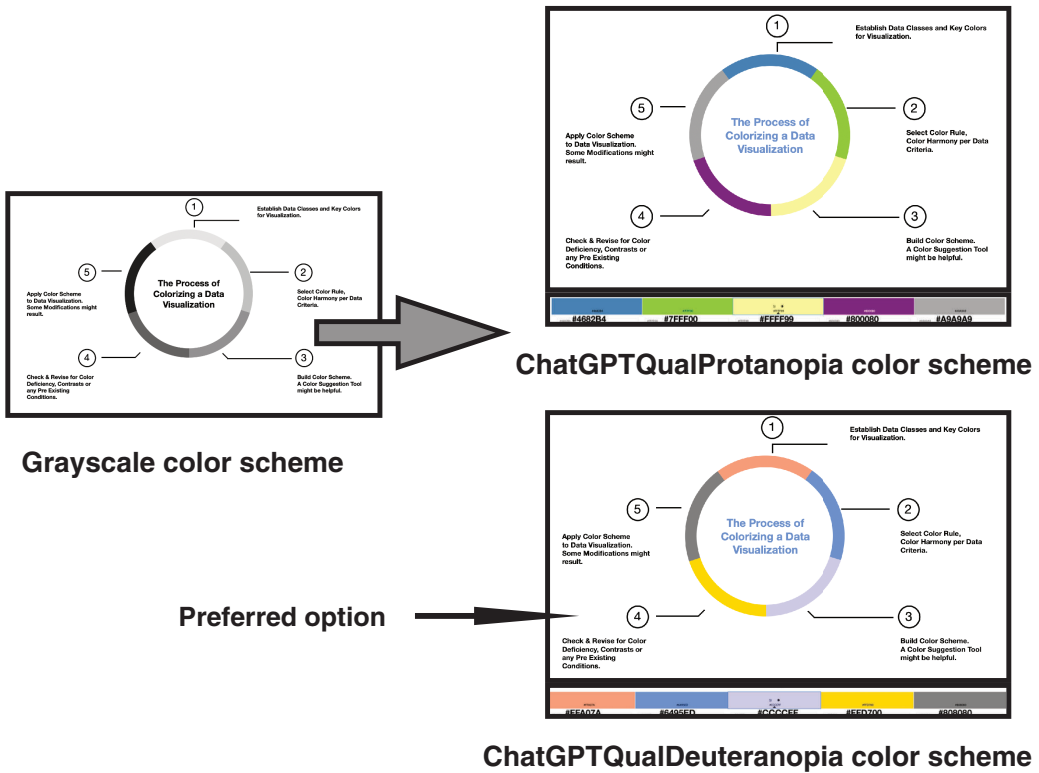 1
Establish Data Classes and Key Colors
for Visualization.
2
Select Color Rule,
Color Harmony per Data
Criteria.
3
Build Color Scheme.
A Color Suggestion Tool
might be helpful.
4
Check & Revise for Color
Deficiency, Contrasts or
any Pre Existing
Conditions.
5
Apply Color Scheme
to Data Visualization.
Some Modifications might
result.
The Process of
Colorizing a Data
Visualization
Grayscale color scheme
1
Establish Data Classes and Key Colors
for Visualization.
2
Select Color Rule,
Color Harmony per Data
Criteria.
3
Build Color Scheme.
A Color Suggestion Tool
might be helpful.
4
Check & Revise for Color
Deficiency, Contrasts or
any Pre Existing
Conditions.
5
Apply Color Scheme
to Data Visualization.
Some Modifications might
result.
The Process of
Colorizing a Data
Visualization
#4682B4 #7FFF00 #FFFF99 #800080 #A9A9A9
ChatGPTQualProtanopia color scheme
Preferred option
1
Establish Data Classes and Key Colors
for Visualization.
2
Select Color Rule,
Color Harmony per Data
Criteria.
3
Build Color Scheme.
A Color Suggestion Tool
might be helpful.
4
Check & Revise for Color
Deficiency, Contrasts or
any Pre Existing
Conditions.
5
Apply Color Scheme
to Data Visualization.
Some Modifications might
result.
The Process of
Colorizing a Data
Visualization
#FFA07A #6495ED #CCCCFF #FFD700 #808080
ChatGPTQualDeuteranopia color scheme